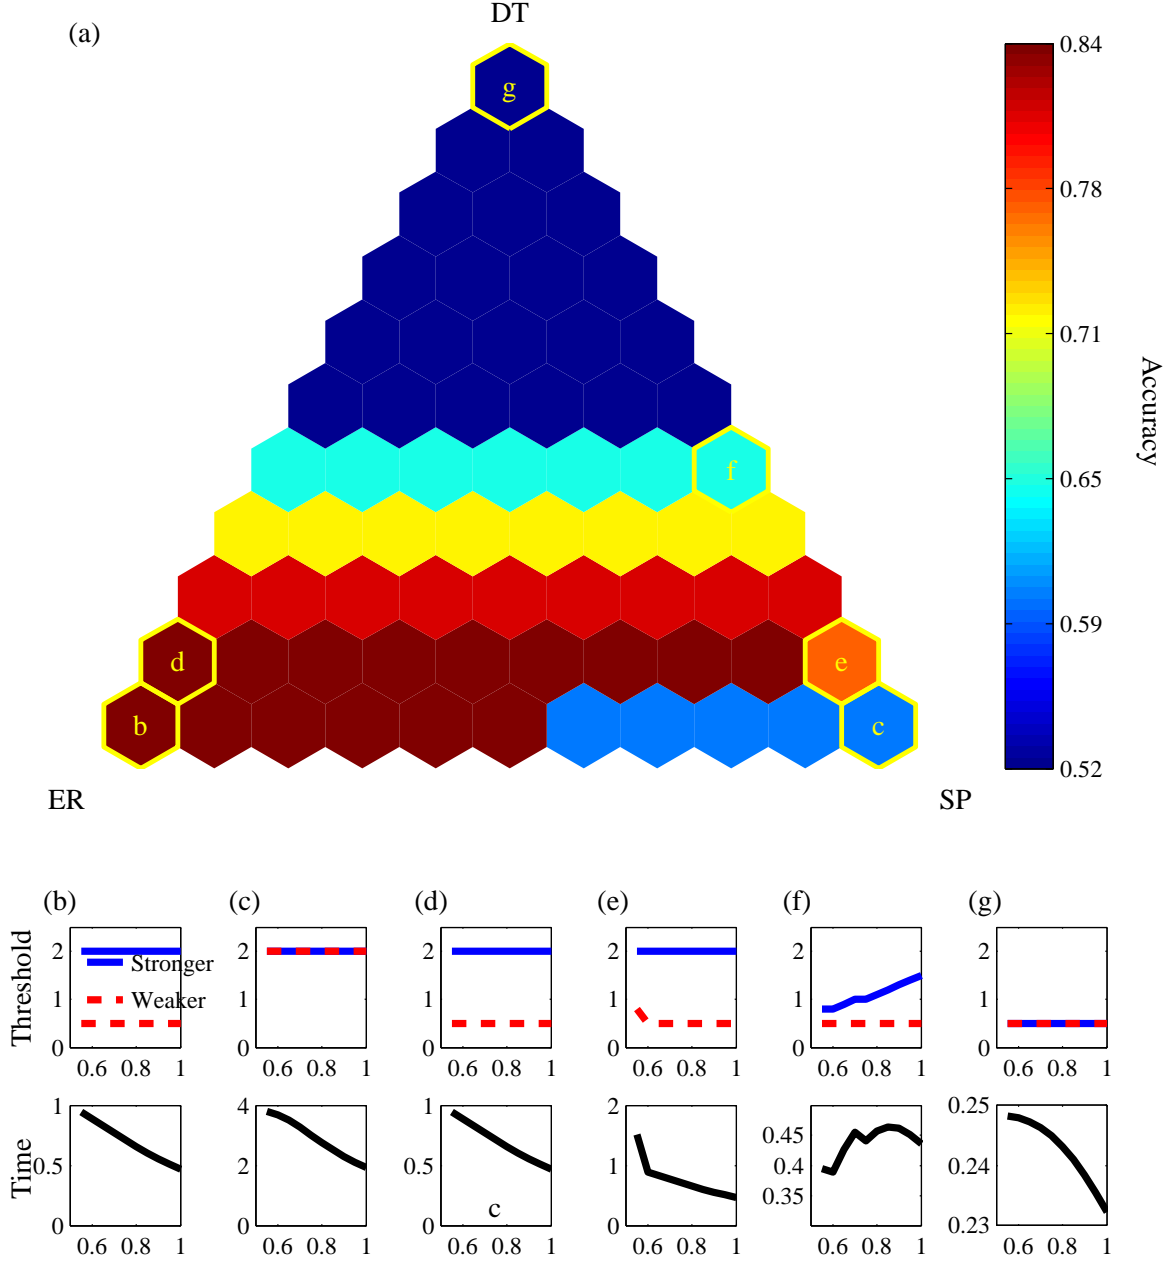 DT
(a)
g
f
d
e
b
c
ER
SP
0.84
0.78
0.71
0.65
0.59
0.52
Accuracy
(b)
(c)
(d)
(e)
(f)
(g)
Threshold
2
1
0
0.6 0.8 1
Stronger
Weaker
2
1
0
0.6 0.8 1
2
1
0
0.6 0.8 1
2
1
0
0.6 0.8 1
2
1
0
0.6 0.8 1
2
1
0
0.6 0.8 1
Time
1
0.5
0
0.6 0.8 1
4
2
0
0.6 0.8 1
1
0.5
0
c
0.6 0.8 1
2
1
0
0.6 0.8 1
0.45
0.4
0.35
0.6 0.8 1
0.25
0.24
0.23
0.6 0.8 1